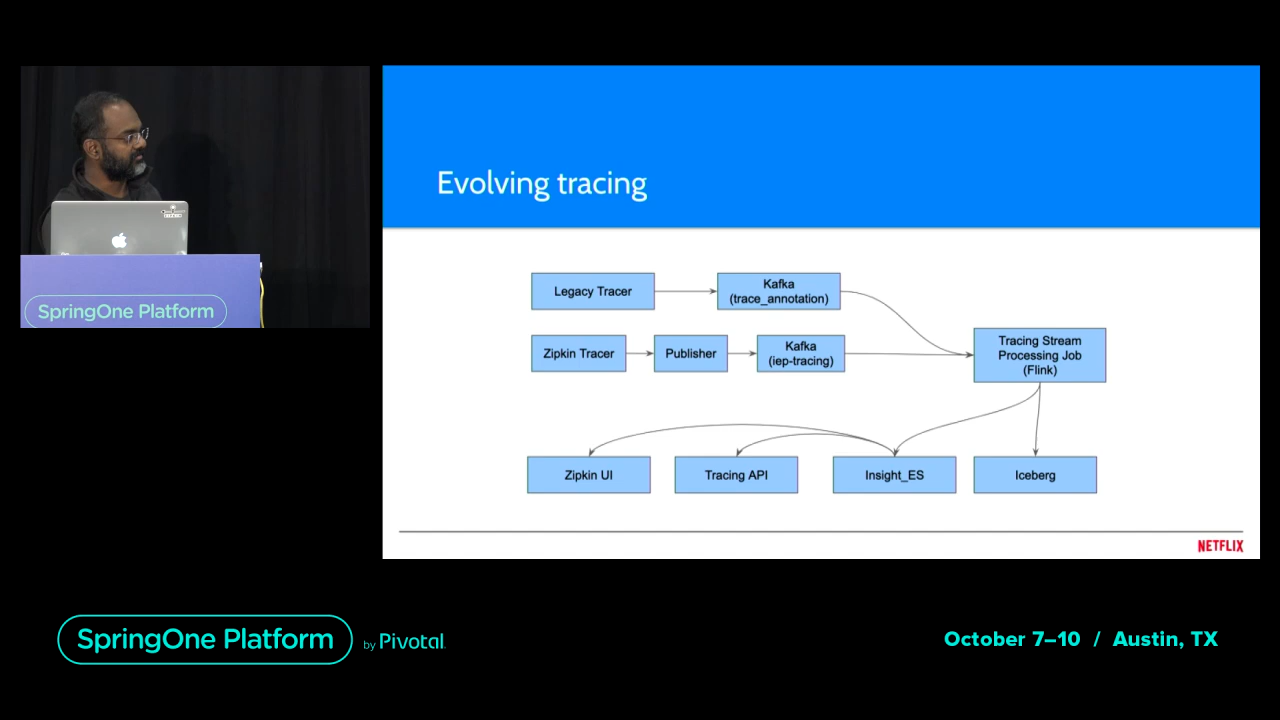 Evolving tracing
Legacy Tracer
Kafka
(trace_annotation)
Zipkin Tracer
Publisher
Kafka
(iep-tracing)
Tracing Stream
Processing Job
(Flink)
Zipkin UI
Tracing API
Insight_ES
Iceberg
NETFLIX
SpringOne Platform
SpringOne Platform
by Pivotal
October 7–10 / Austin, TX